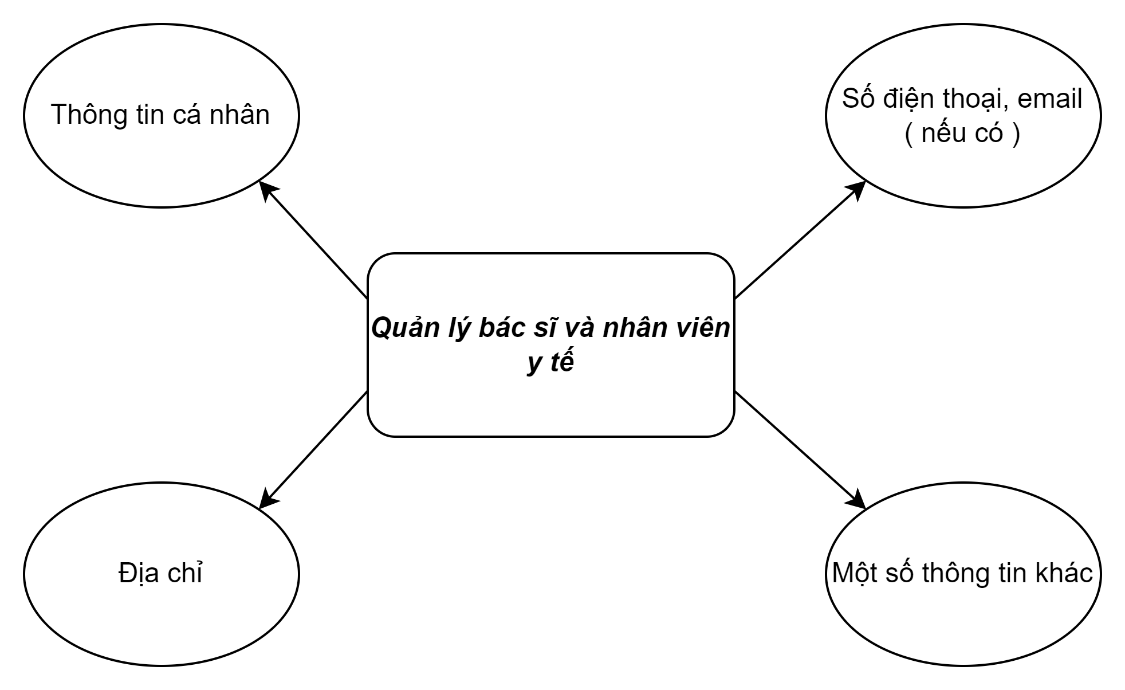 Thông tin cá nhân
Số điện thoại, email
( nếu có )
Quản lý bác sĩ và nhân viên
y tế
Địa chỉ
Một số thông tin khác